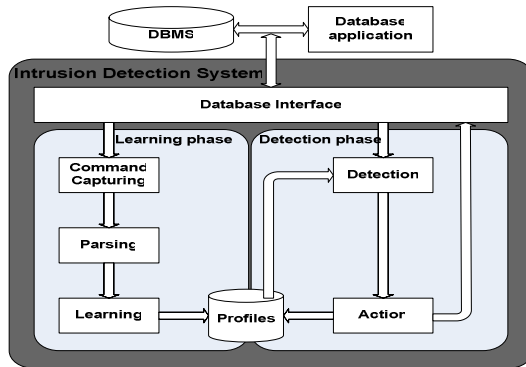 DBMS
Database
application
Intrusion Detection System
Database Interface
Learning phase
Detection phase
Command
Capturing
Detection
Parsing
Learning
Profiles
Action